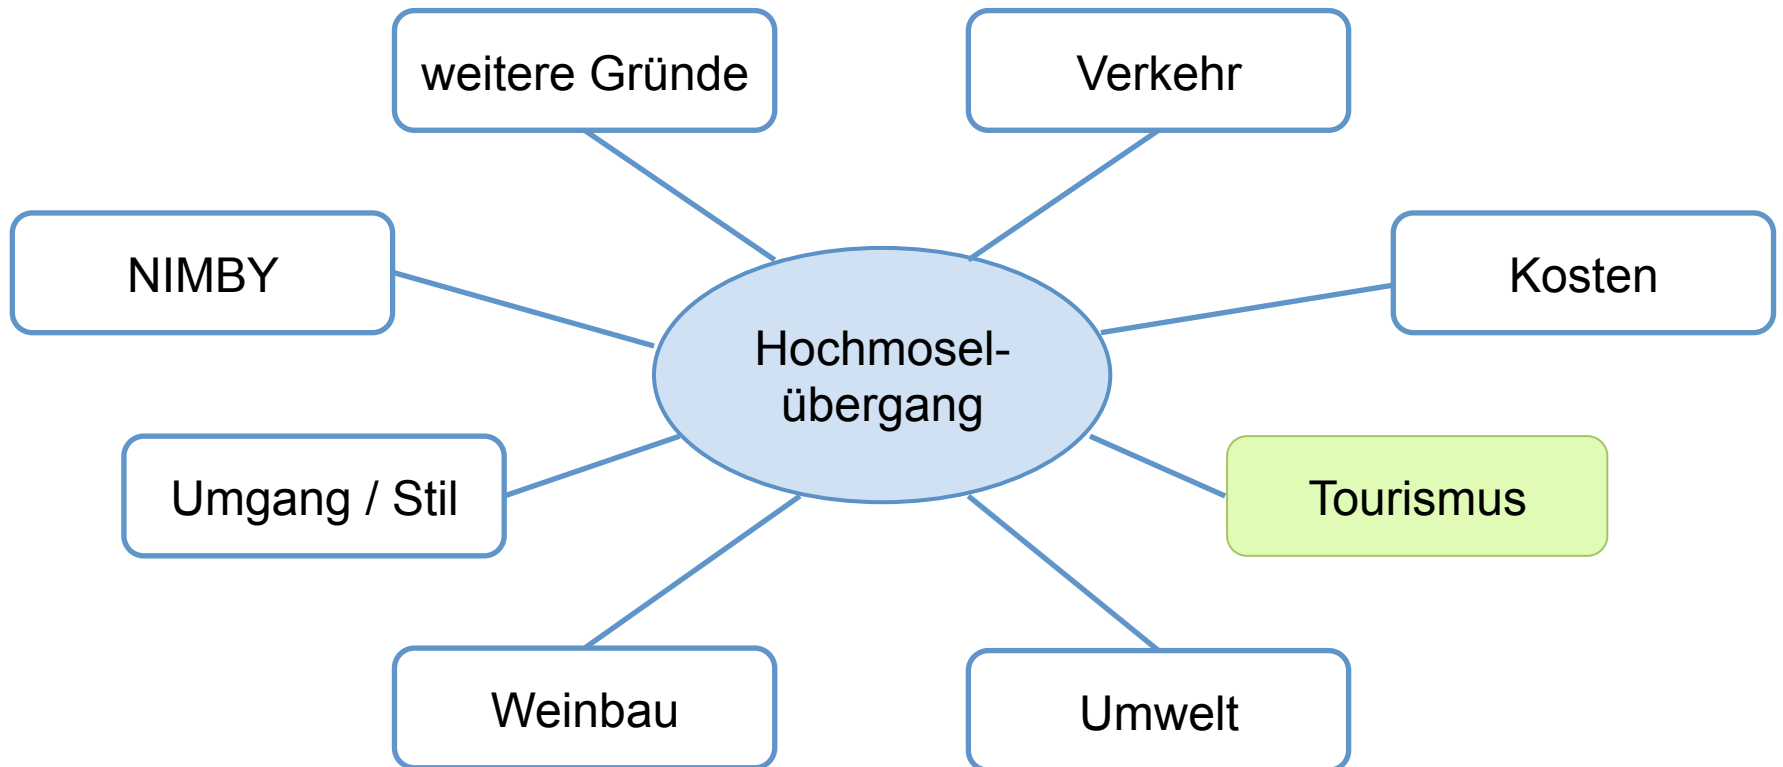 weitere Gründe
Verkehr
NIMBY
Kosten
Hochmosel-
übergang
Umgang / Stil
Tourismus
Weinbau
Umwelt